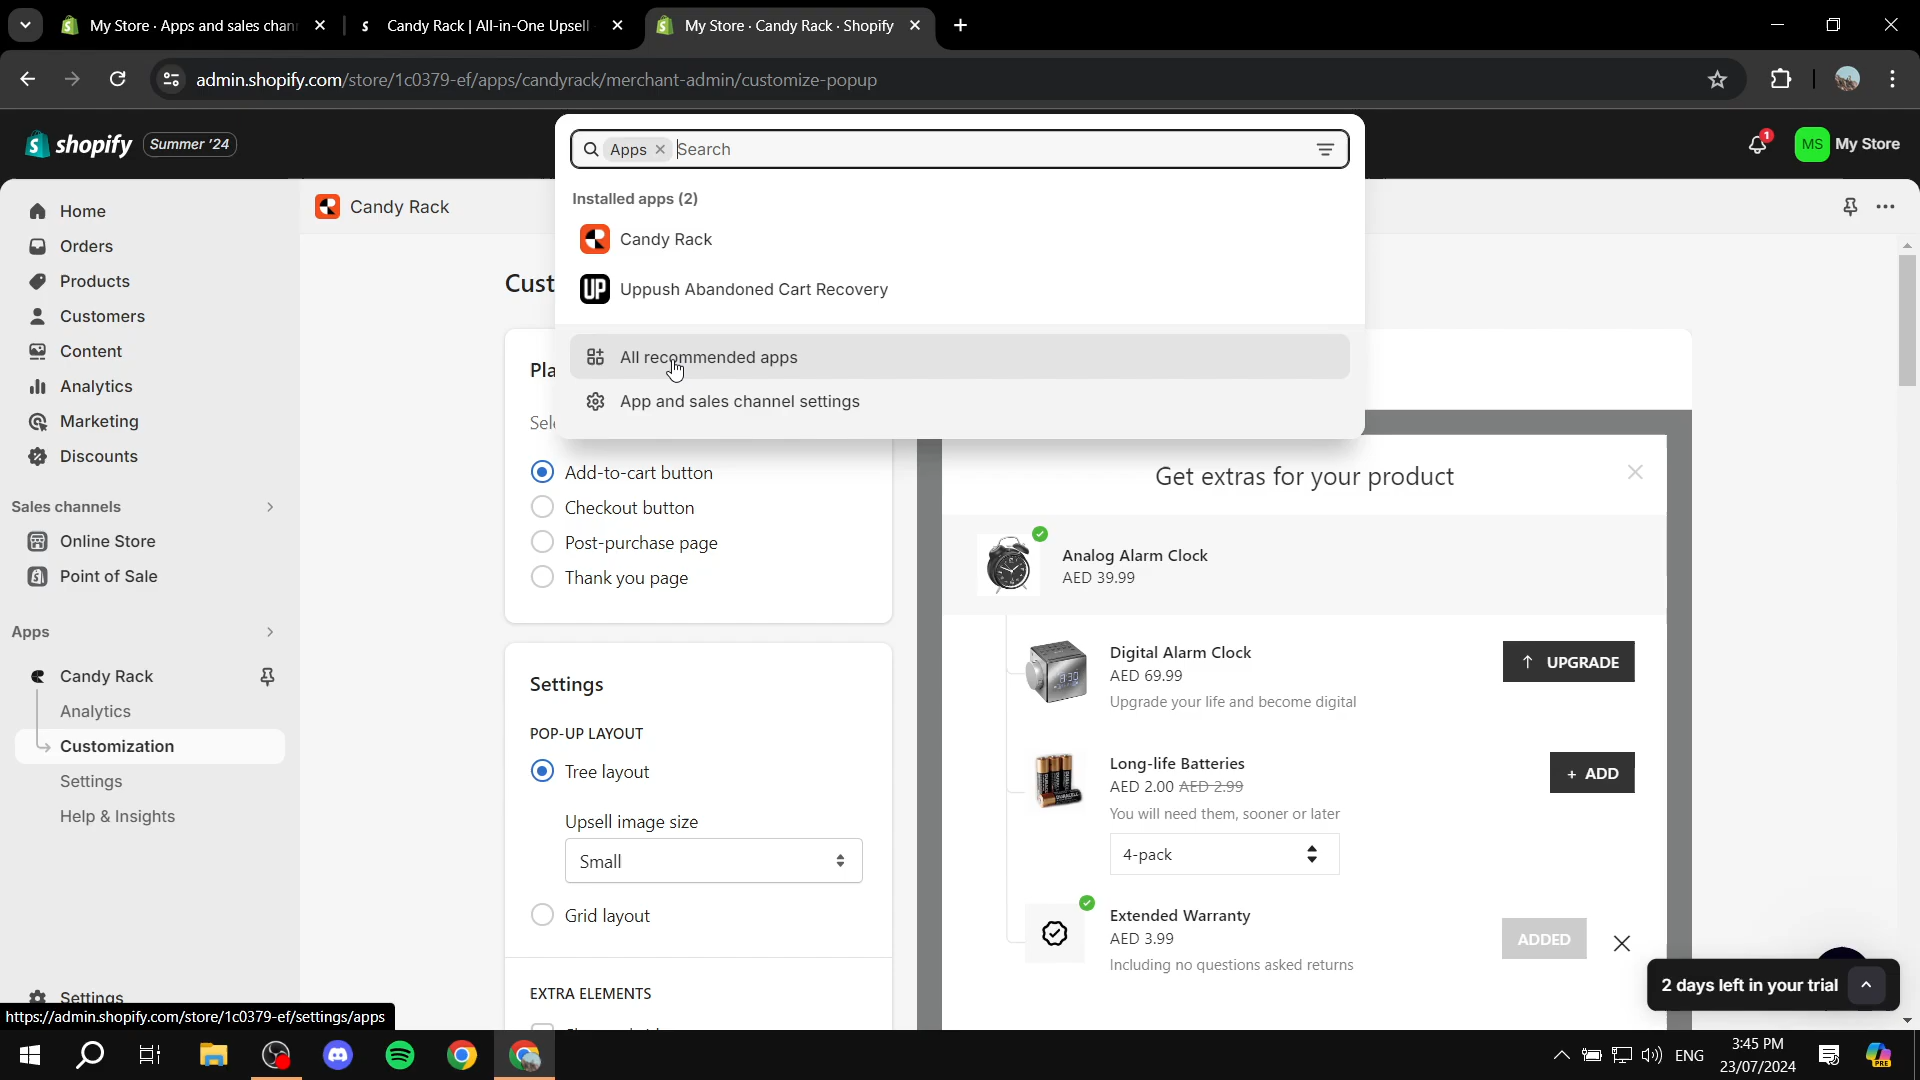 My Store · Apps and sales chan
Candy Rack | All-in-One Upsell
My Store · Candy Rack · Shopify
admin.shopify.com/store/1c0379-ef/apps/candyrack/merchant-admin/customize-popup
shopify
Summer '24
Apps
Search
1
MS
My Store
Installed apps (2)
Candy Rack
UP
Uppush Abandoned Cart Recovery
All recommended apps
App and sales channel settings
Home
Orders
Products
Customers
Content
Analytics
Marketing
Discounts
Sales channels
Online Store
Point of Sale
Apps
Candy Rack
Analytics
Customization
Settings
Help & Insights
Settings
https://admin.shopify.com/store/1c0379-ef/settings/apps
Candy Rack
Cust
Pla
Sele
Add-to-cart button
Checkout button
Post-purchase page
Thank you page
Settings
POP-UP LAYOUT
Tree layout
Upsell image size
Small
Grid layout
EXTRA ELEMENTS
Get extras for your product
Analog Alarm Clock
AED 39.99
Digital Alarm Clock
AED 69.99
Upgrade your life and become digital
↑ UPGRADE
Long-life Batteries
AED 2.00 AED 2.99
You will need them, sooner or later
+ ADD
4-pack
Extended Warranty
AED 3.99
Including no questions asked returns
ADDED
2 days left in your trial
ENG
3:45 PM
23/07/2024
PRE